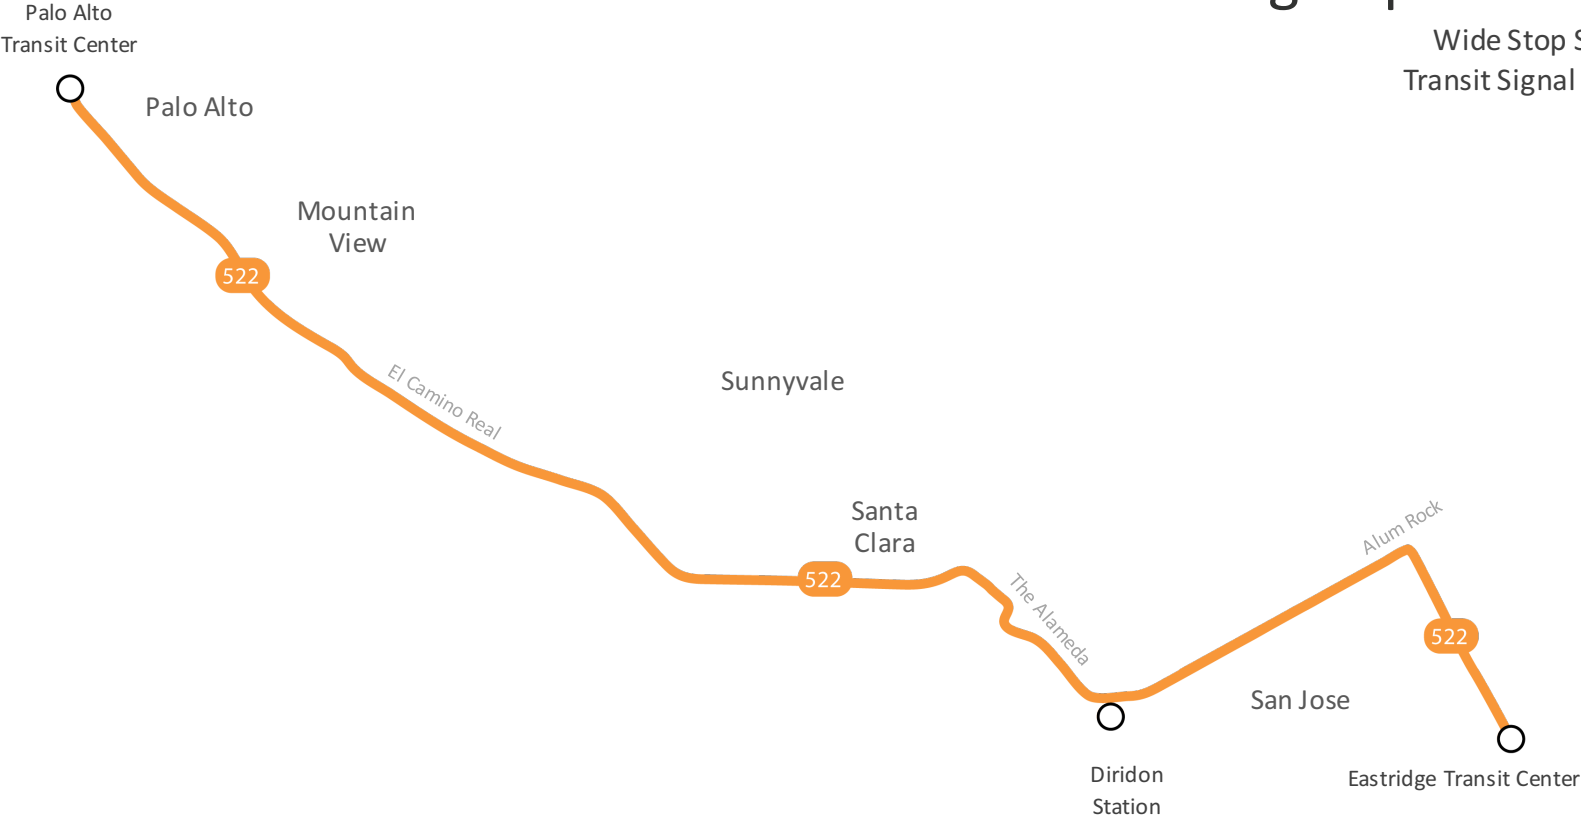 Palo Alto
Transit Center
Wide Stop
Transit Signal
Palo Alto
Mountain
View
522
El Camino Real
Sunnyvale
Santa
Clara
522
The Alameda
Alum Rock
522
San Jose
Diridon
Station
Eastridge Transit Center